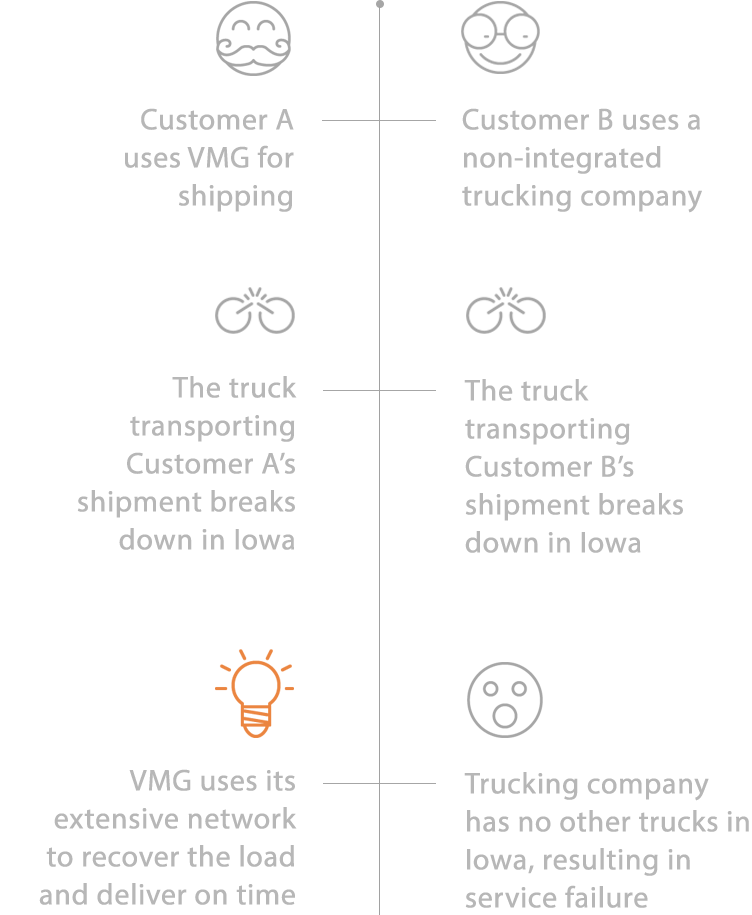 Customer A
uses VMG for
shipping
Customer B uses a
non-integrated
trucking company
The truck
transporting
Customer A’s
shipment breaks
down in Iowa
The truck
transporting
Customer B’s
shipment breaks
down in Iowa
VMG uses its
extensive network
to recover the load
and deliver on time
Trucking company
has no other trucks in
Iowa, resulting in
service failure